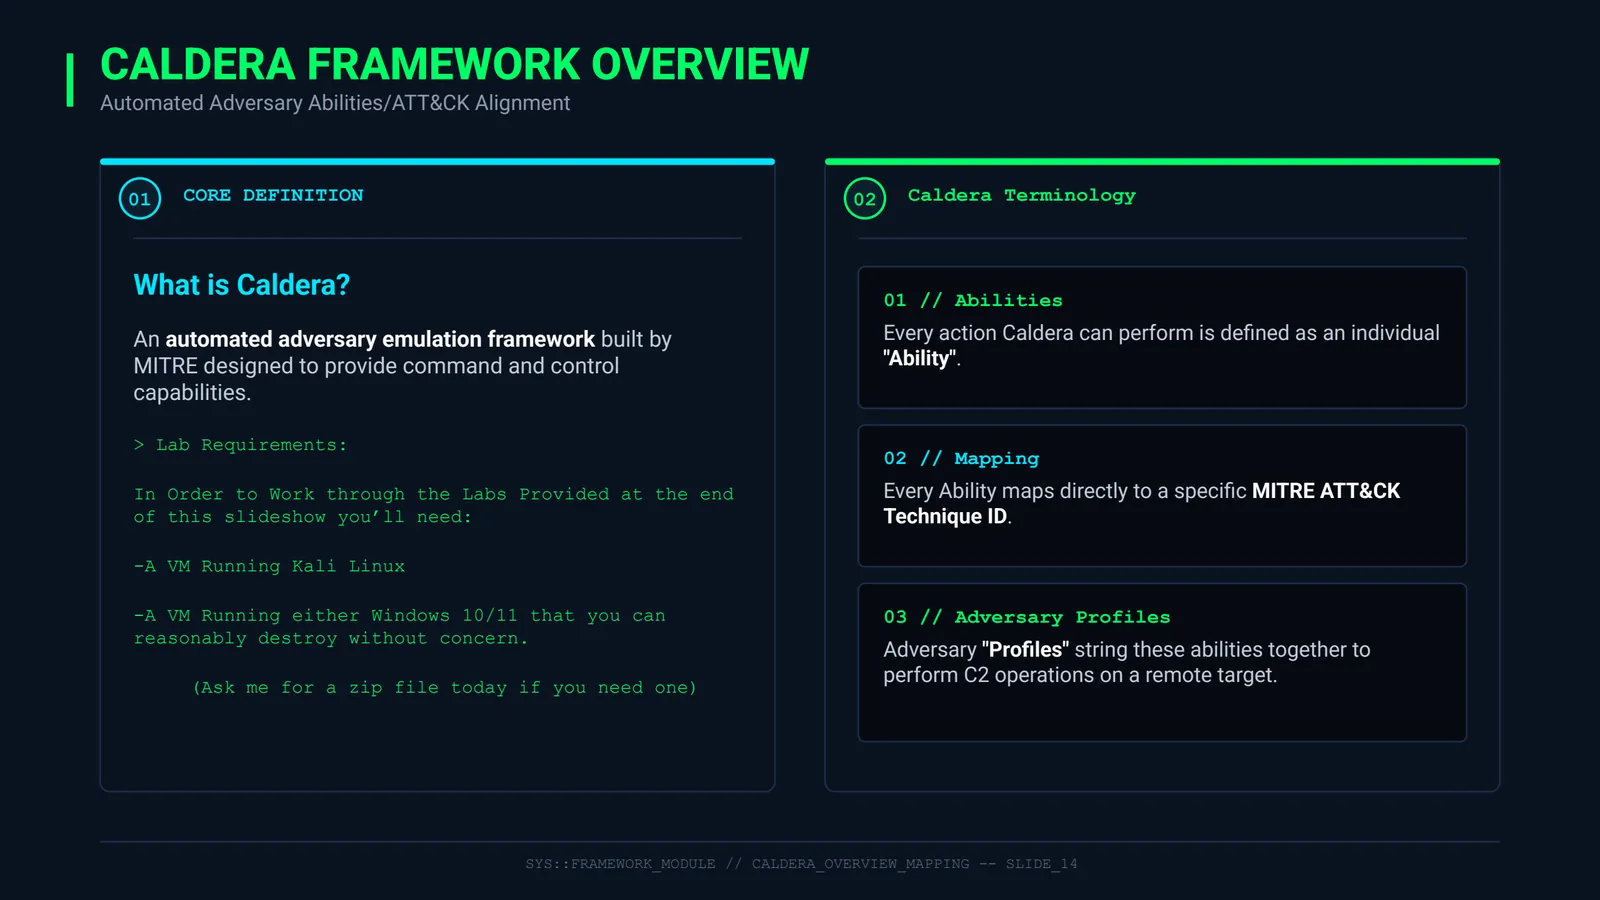 CALDERA FRAMEWORK OVERVIEW
Automated Adversary Abilities/ATT&CK Alignment
01
CORE DEFINITION
What is Caldera?
An automated adversary emulation framework built by
MITRE designed to provide command and control
capabilities.
> Lab Requirements:
In Order to Work through the Labs Provided at the end
of this slideshow you’ll need:
-A VM Running Kali Linux
-A VM Running either Windows 10/11 that you can
reasonably destroy without concern.
(Ask me for a zip file today if you need one)
02
Caldera Terminology
01 // Abilities
Every action Caldera can perform is defined as an individual
"Ability".
02 // Mapping
Every Ability maps directly to a specific MITRE ATT&CK
Technique ID.
03 // Adversary Profiles
Adversary "Profiles" string these abilities together to
perform C2 operations on a remote target.
SYS::FRAMEWORK_MODULE // CALDERA_OVERVIEW_MAPPING -- SLIDE_14